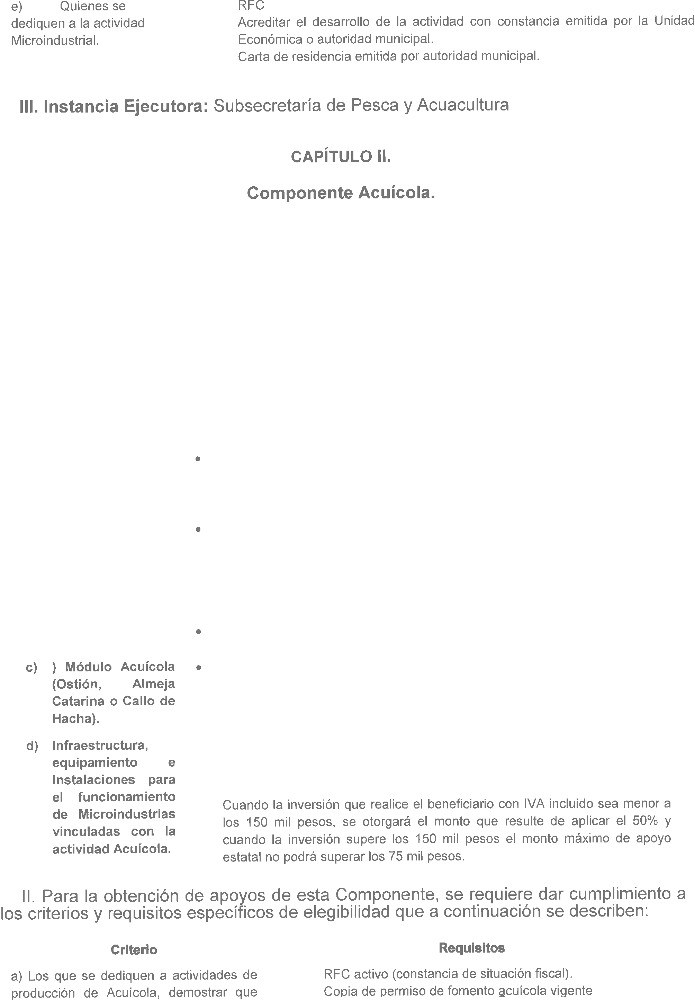 e) Quienes se
dediquen a la actividad
Microindustrial.
RFC
Acreditar el desarrollo de la actividad con constancia emitida por la Unidad
Económica o autoridad municipal.
Carta de residencia emitida por autoridad municipal.
III. Instancia Ejecutora: Subsecretaría de Pesca y Acuacultura
CAPÍTULO II.
Componente Acuícola.
•
•
•
c) ) Módulo Acuícola •
(Ostión, Almeja
Catarina o Callo de
Hacha).
d) Infraestructura,
equipamiento e
instalaciones para
el funcionamiento
de Microindustrias
vinculadas con la
actividad Acuícola.
Cuando la inversión que realice el beneficiario con IVA incluido sea menor a
los 150 mil pesos, se otorgará el monto que resulte de aplicar el 50% y
cuando la inversión supere los 150 mil pesos el monto máximo de apoyo
estatal no podrá superar los 75 mil pesos.
II. Para la obtención de apoyos de esta Componente, se requiere dar cumplimiento a
los criterios y requisitos específicos de elegibilidad que a continuación se describen:
Criterio
Requisitos
a) Los que se dediquen a actividades de
producción de Acuícola, demostrar que
RFC activo (constancia de situación fiscal).
Copia de permiso de fomento acuícola vigente